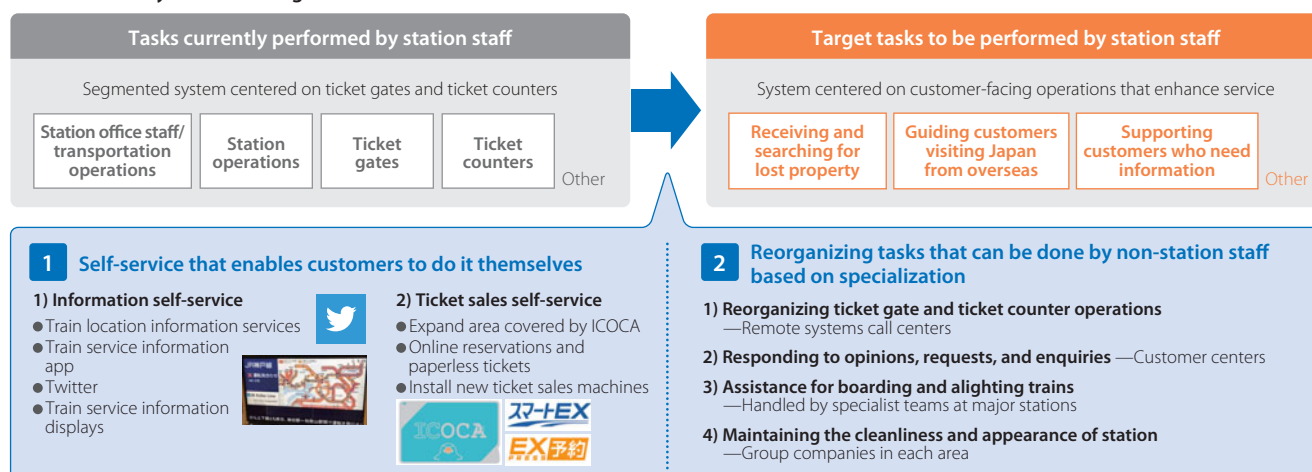 Tasks currently performed by station staff
Segmented system centered on ticket gates and ticket counters
Station office staff/
transportation
operations
Station
operations
Ticket
gates
Ticket
counters
Other
Target tasks to be performed by station staff
System centered on customer-facing operations that enhance service
Receiving and
searching for
lost property
Guiding customers
visiting Japan
from overseas
Supporting
customers who need
information
Other
1 Self-service that enables customers to do it themselves
1) Information self-service
●Train location information services
●Train service information
app
●Twitter
●Train service information
displays
JR神戸線
2) Ticket sales self-service
●Expand area covered by ICOCA
●Online reservations and
paperless tickets
●Install new ticket sales machines
ICOCA
スマートEX
EX予約
2 Reorganizing tasks that can be done by non-station staff
based on specialization
1) Reorganizing ticket gate and ticket counter operations
—Remote systems call centers
2) Responding to opinions, requests, and enquiries —Customer centers
3) Assistance for boarding and alighting trains
—Handled by specialist teams at major stations
4) Maintaining the cleanliness and appearance of station
—Group companies in each area